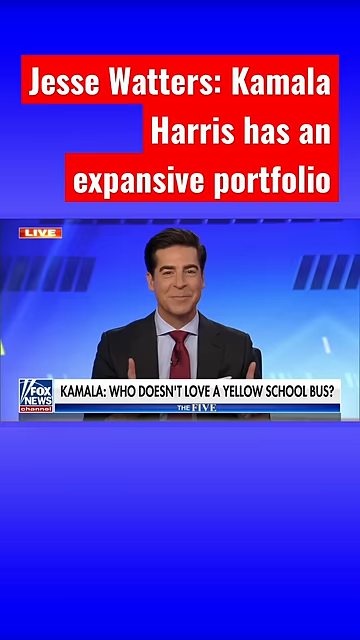 Jesse Watters: Kamala
Harris has an
expansive portfolio
LIVE
FOX
NEWS
channel
KAMALA: WHO DOESN'T LOVE A YELLOW SCHOOL BUS?
THE FIVE